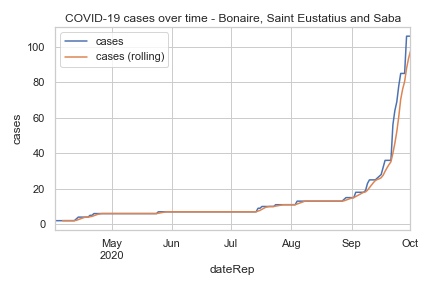 COVID-19 cases over time - Bonaire, Saint Eustatius and Saba
cases
cases (rolling)
100
80
60
40
20
0
cases
May Jun Jul Aug Sep Oct
2020
dateRep